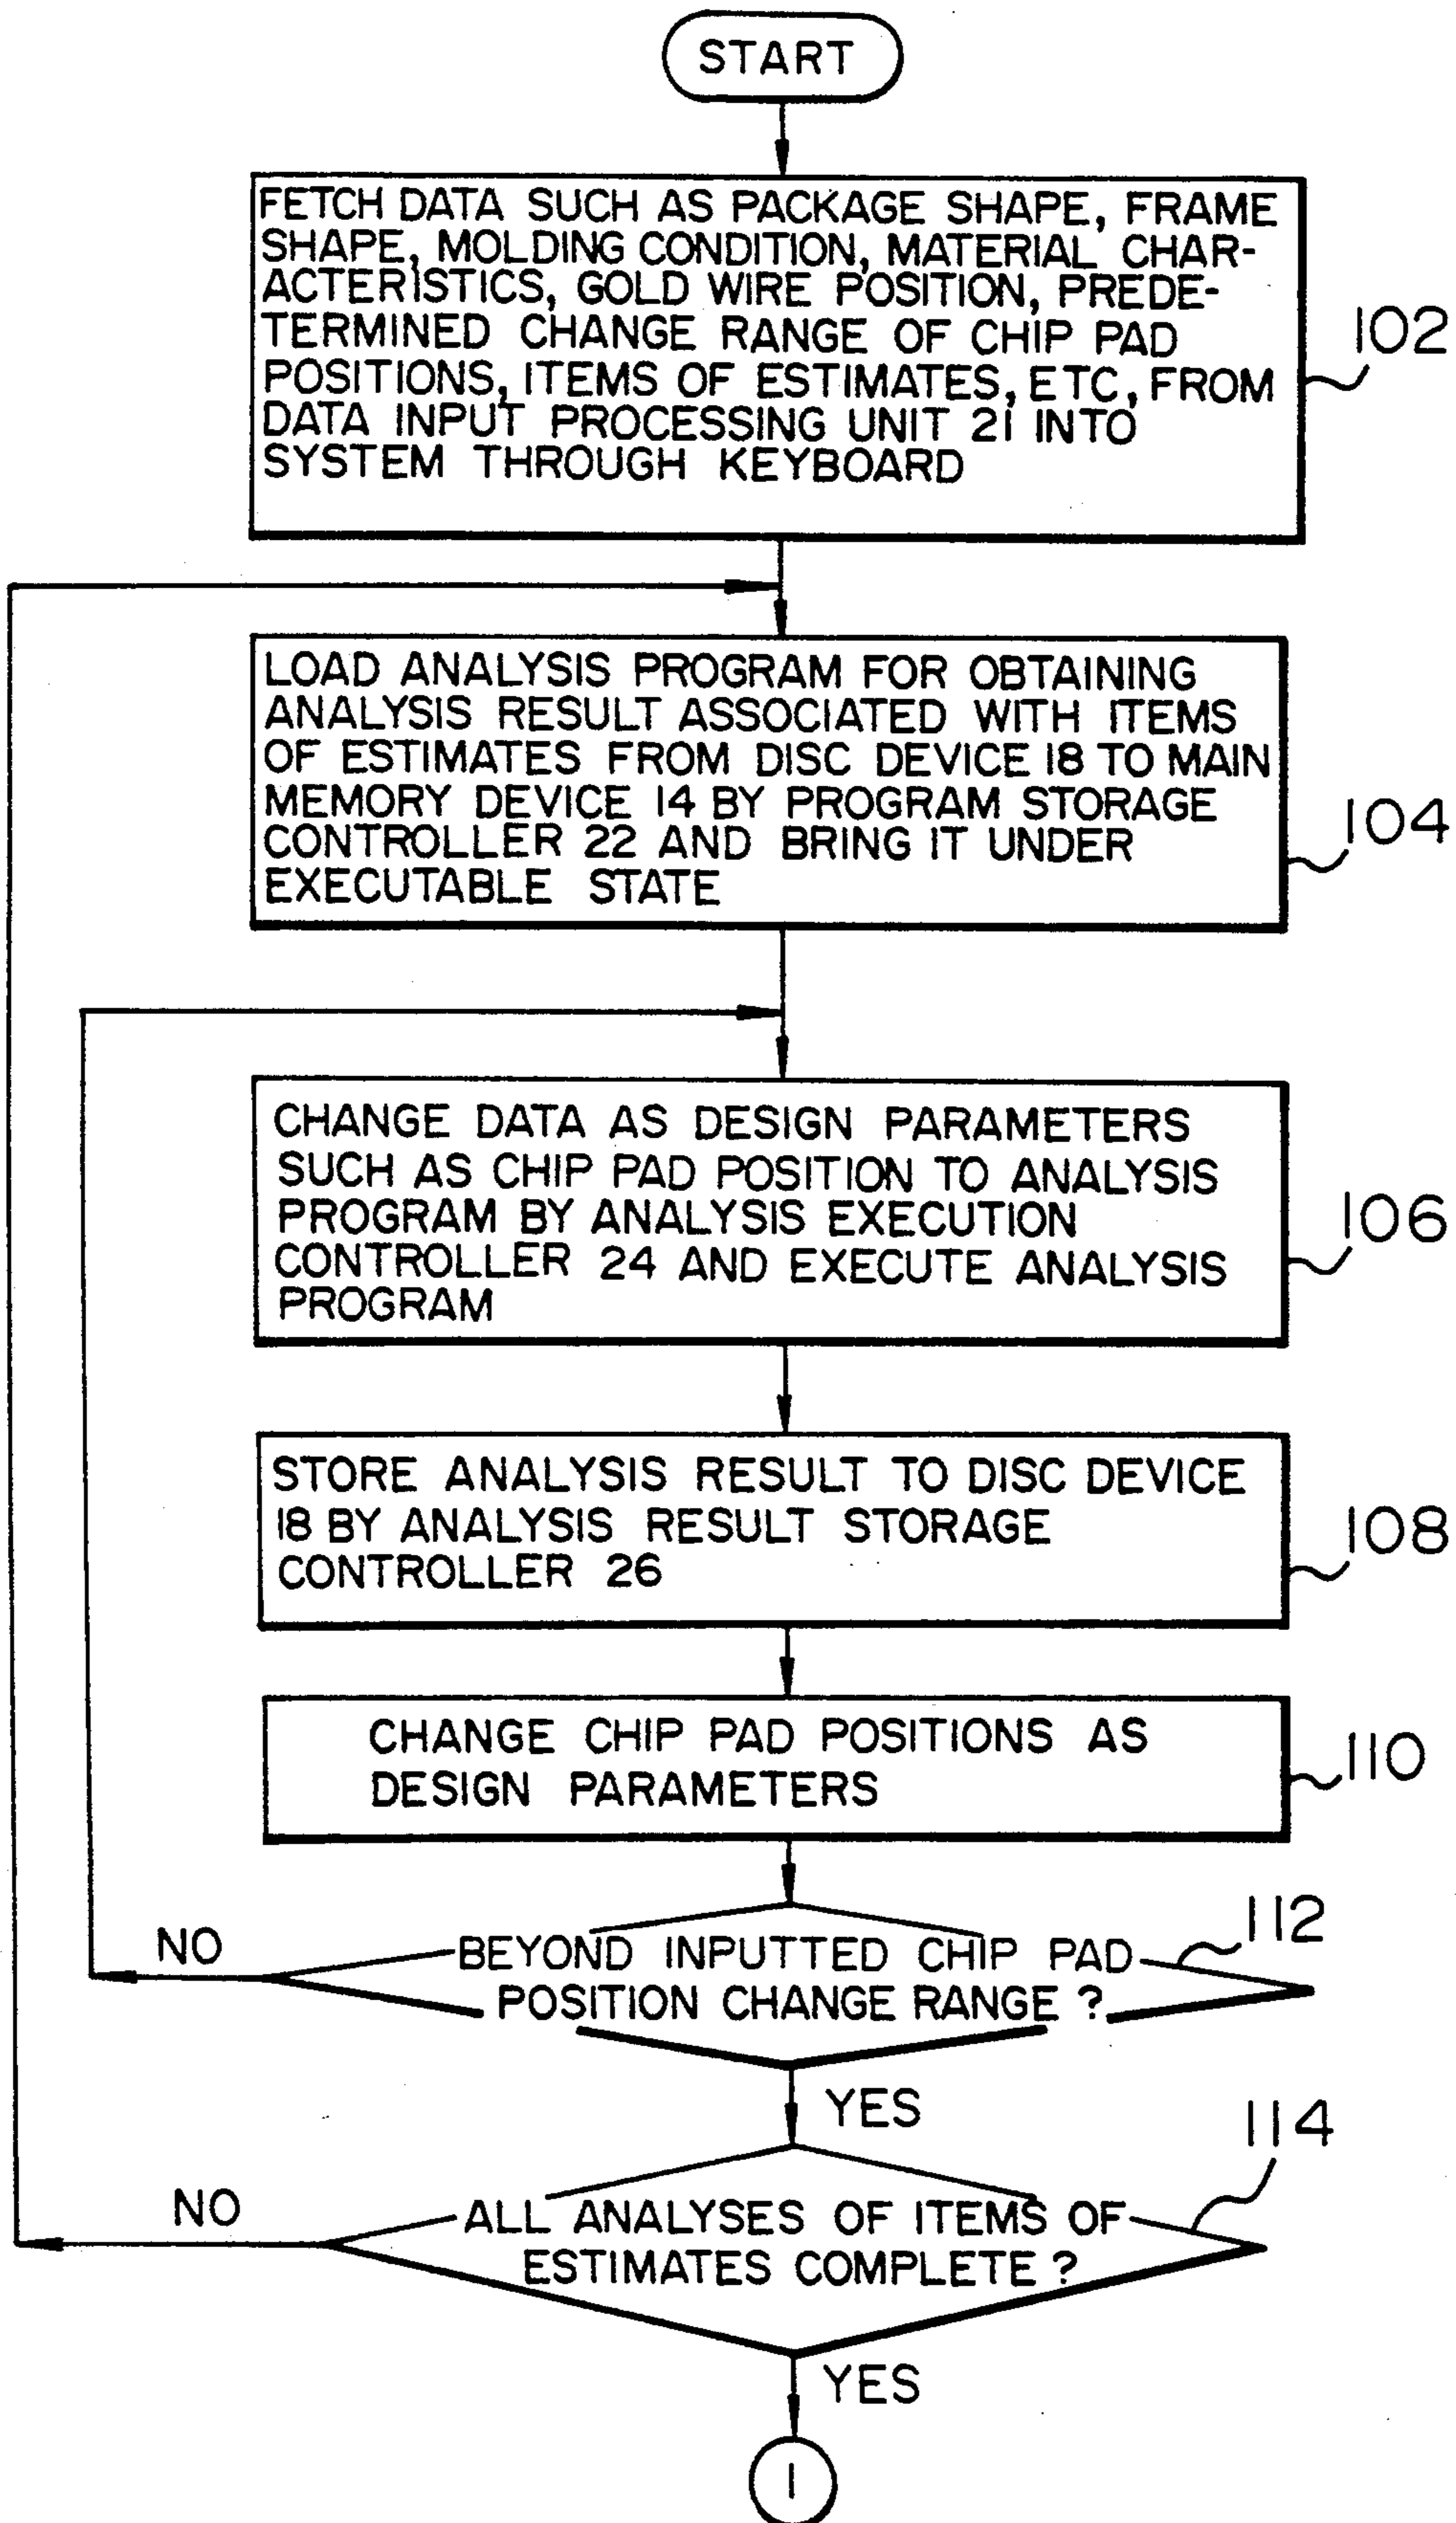 START
FETCH DATA SUCH AS PACKAGE SHAPE, FRAME
SHAPE, MOLDING CONDITION, MATERIAL CHAR-
ACTERISTICS, GOLD WIRE POSITION, PREDE-
TERMINED CHANGE RANGE OF CHIP PAD
POSITIONS, ITEMS OF ESTIMATES, ETC, FROM
DATA INPUT PROCESSING UNIT 21 INTO
SYSTEM THROUGH KEYBOARD
102
LOAD ANALYSIS PROGRAM FOR OBTAINING
ANALYSIS RESULT ASSOCIATED WITH ITEMS
OF ESTIMATES FROM DISC DEVICE 18 TO MAIN
MEMORY DEVICE 14 BY PROGRAM STORAGE
CONTROLLER 22 AND BRING IT UNDER
EXECUTABLE STATE
104
CHANGE DATA AS DESIGN PARAMETERS
SUCH AS CHIP PAD POSITION TO ANALYSIS
PROGRAM BY ANALYSIS EXECUTION
CONTROLLER 24 AND EXECUTE ANALYSIS
PROGRAM
106
STORE ANALYSIS RESULT TO DISC DEVICE
18 BY ANALYSIS RESULT STORAGE
CONTROLLER 26
108
CHANGE CHIP PAD POSITIONS AS
DESIGN PARAMETERS
110
112
NO
BEYOND INPUTTED CHIP PAD
POSITION CHANGE RANGE ?
YES
114
NO
ALL ANALYSES OF ITEMS OF
ESTIMATES COMPLETE ?
YES
1